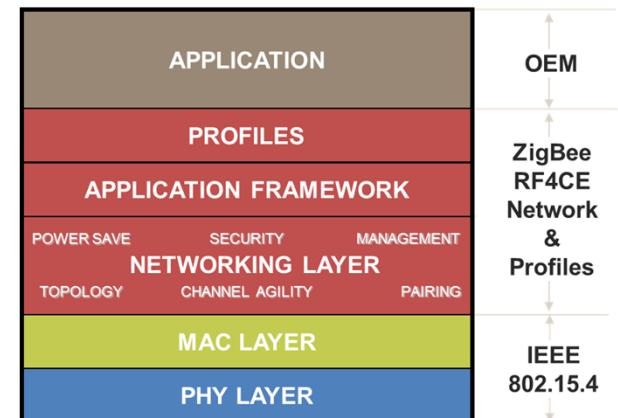 APPLICATION
OEM
PROFILES
APPLICATION FRAMEWORK
POWER SAVE SECURITY MANAGEMENT
NETWORKING LAYER
TOPOLOGY CHANNEL AGILITY PAIRING
ZigBee
RF4CE
Network
&
Profiles
MAC LAYER
PHY LAYER
IEEE
802.15.4